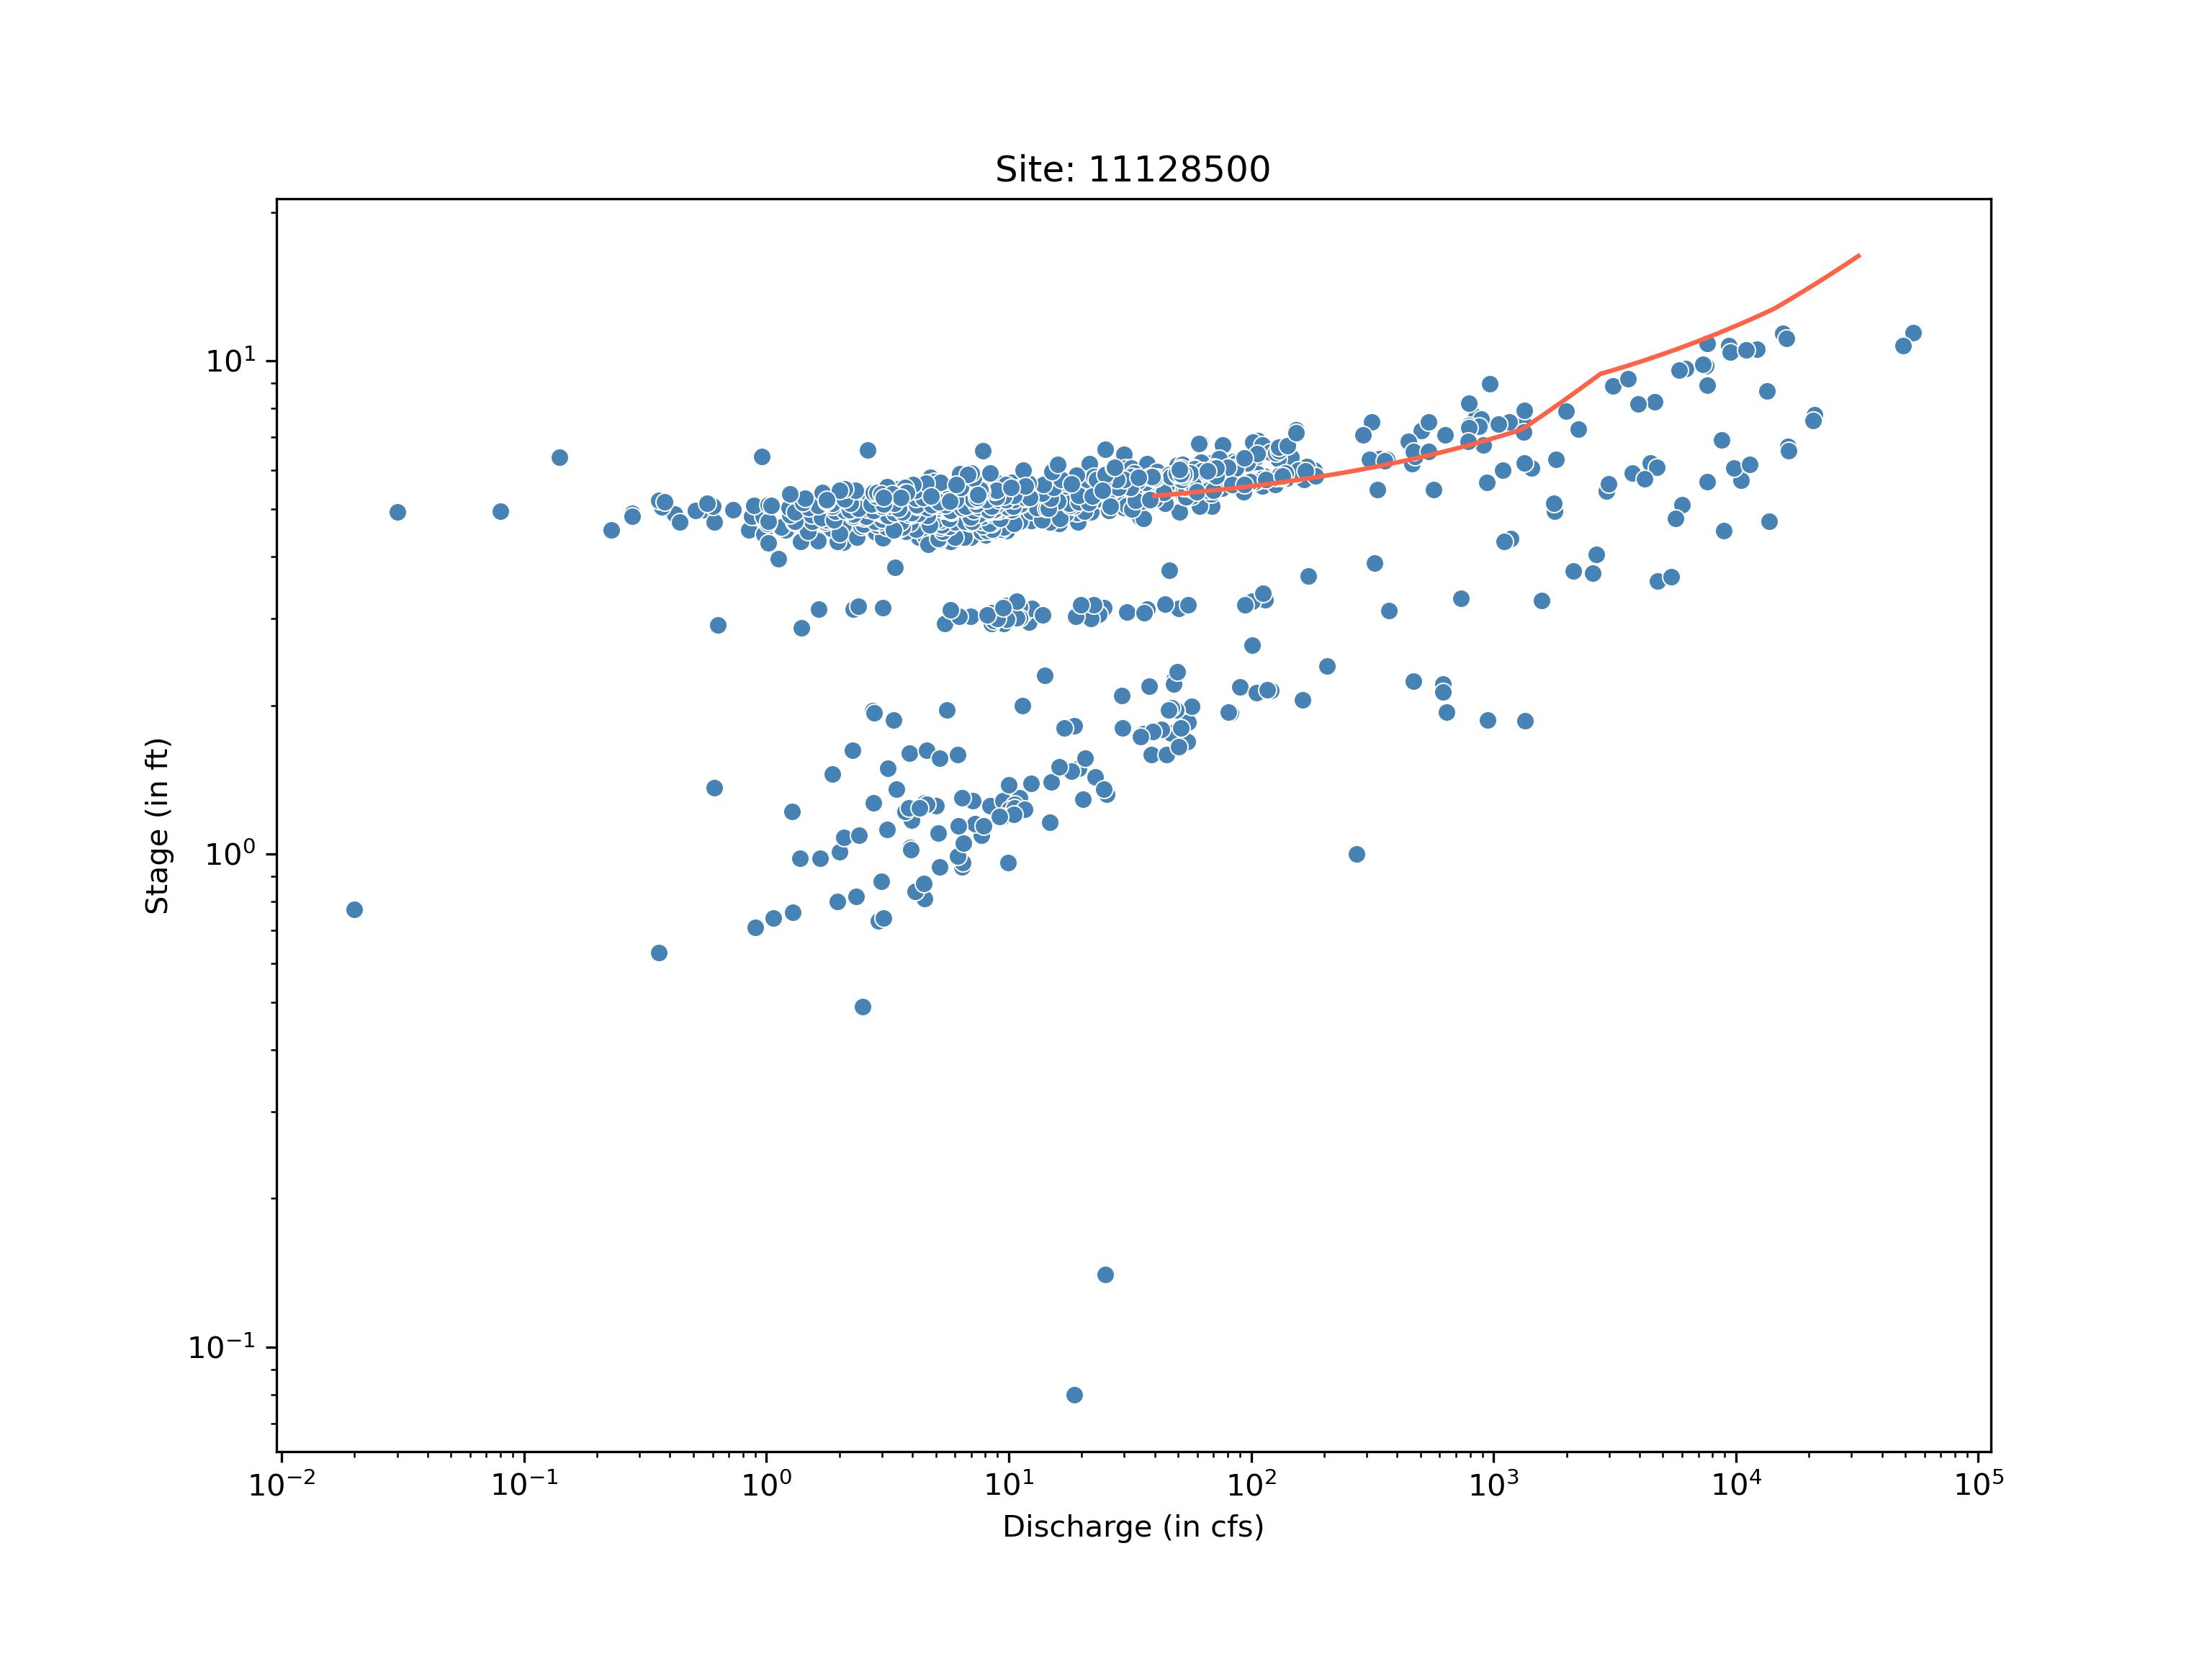 Site: 11128500
Stage (in ft)
10¹
10⁰
10⁻¹
10⁻² 10⁻¹ 10⁰ 10¹ 10² 10³ 10⁴ 10⁵
Discharge (in cfs)